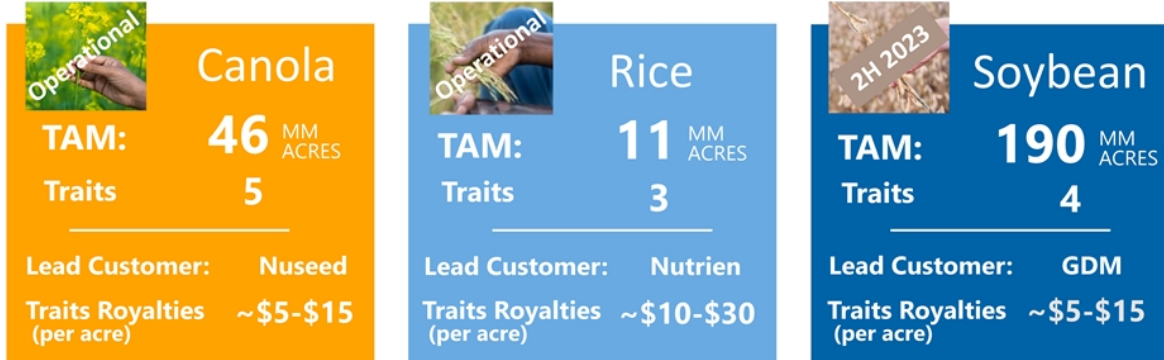 Operational
Canola
TAM: 46 MM ACRES
Traits 5
Lead Customer: Nuseed
Traits Royalties ~$5-$15
(per acre)
Operational
Rice
TAM: 11 MM ACRES
Traits 3
Lead Customer: Nutrien
Traits Royalties ~$10-$30
(per acre)
2H 2023
Soybean
TAM: 190 MM ACRES
Traits 4
Lead Customer: GDM
Traits Royalties ~$5-$15
(per acre)